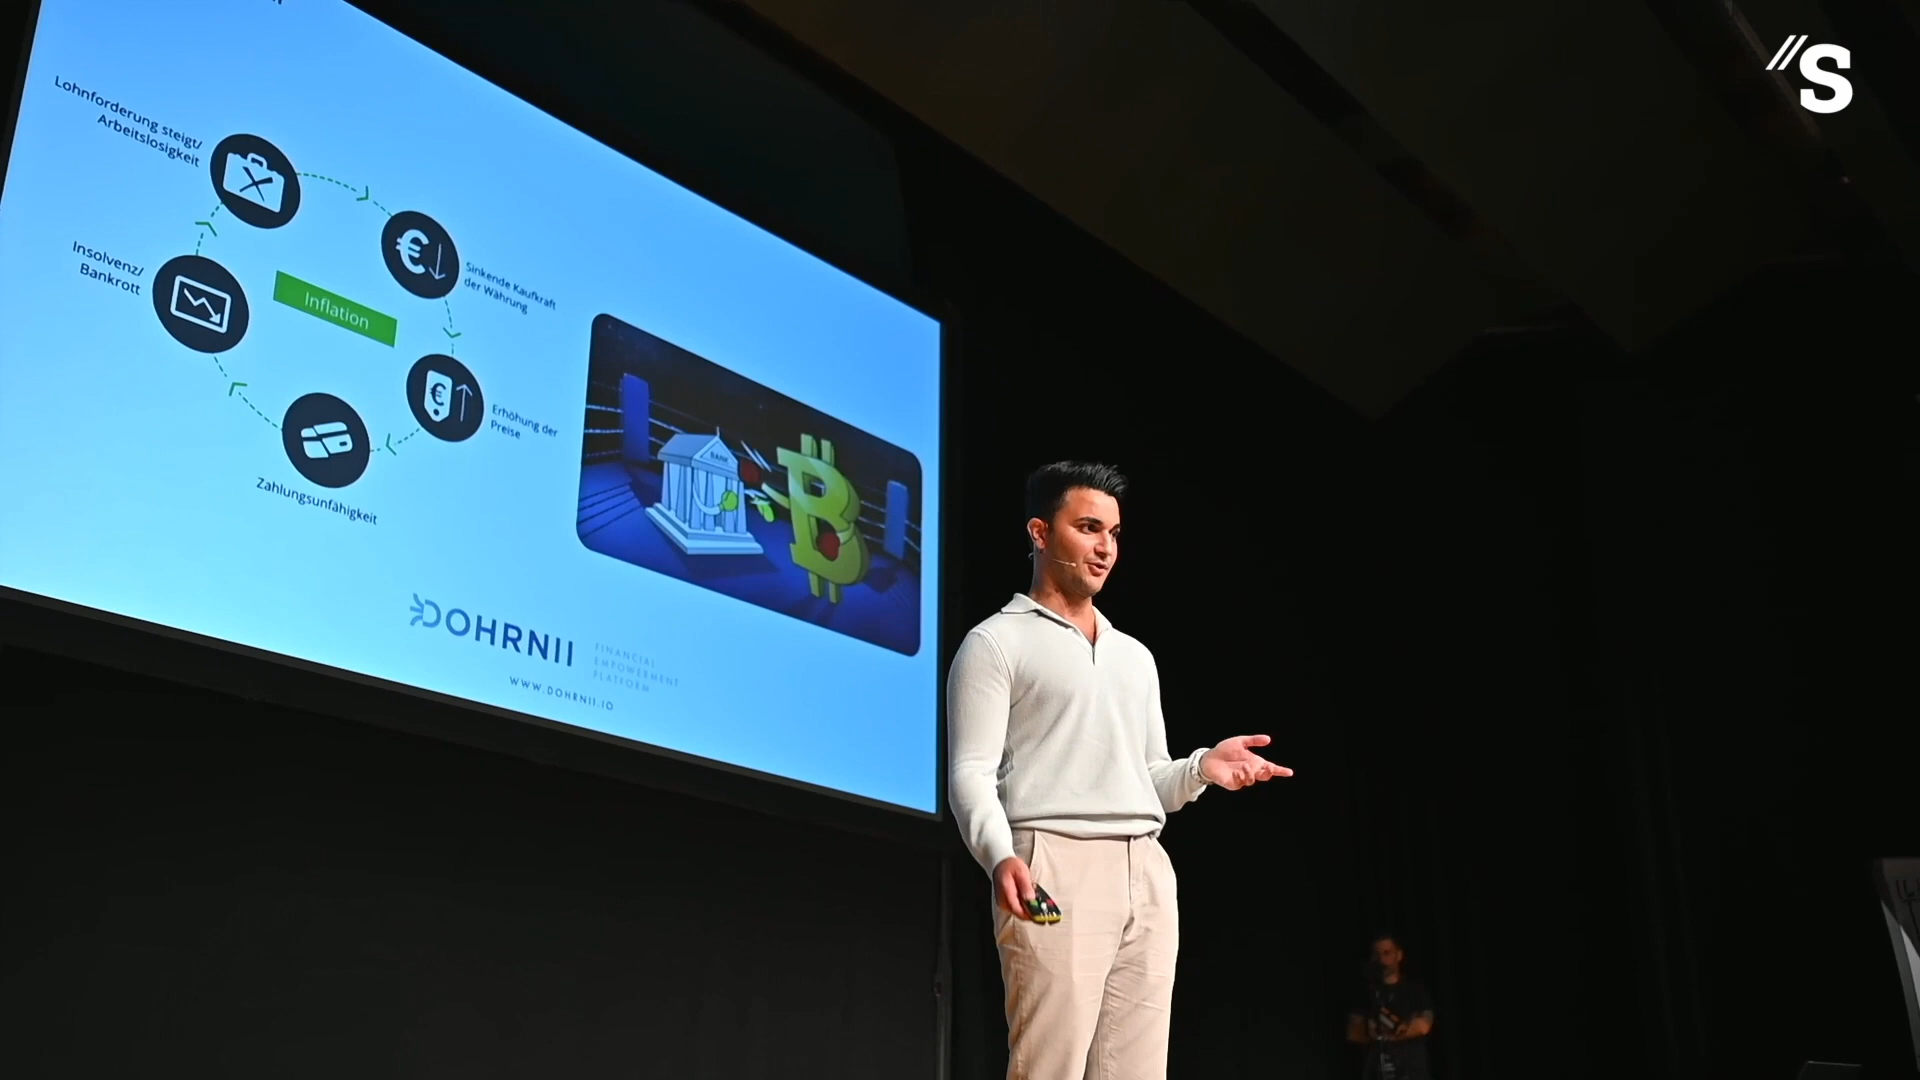 S
Lohnforderung steigt/
Arbeitslosigkeit
€
Sinkende Kaufkraft
der Währung
Insolvenz/
Bankrott
Inflation
€
Erhöhung der
Preise
Zahlungsunfähigkeit
BANK
DOHRNII
FINANCIAL
EMPOWERMENT
PLATFORM
WWW.DOHRNII.IO